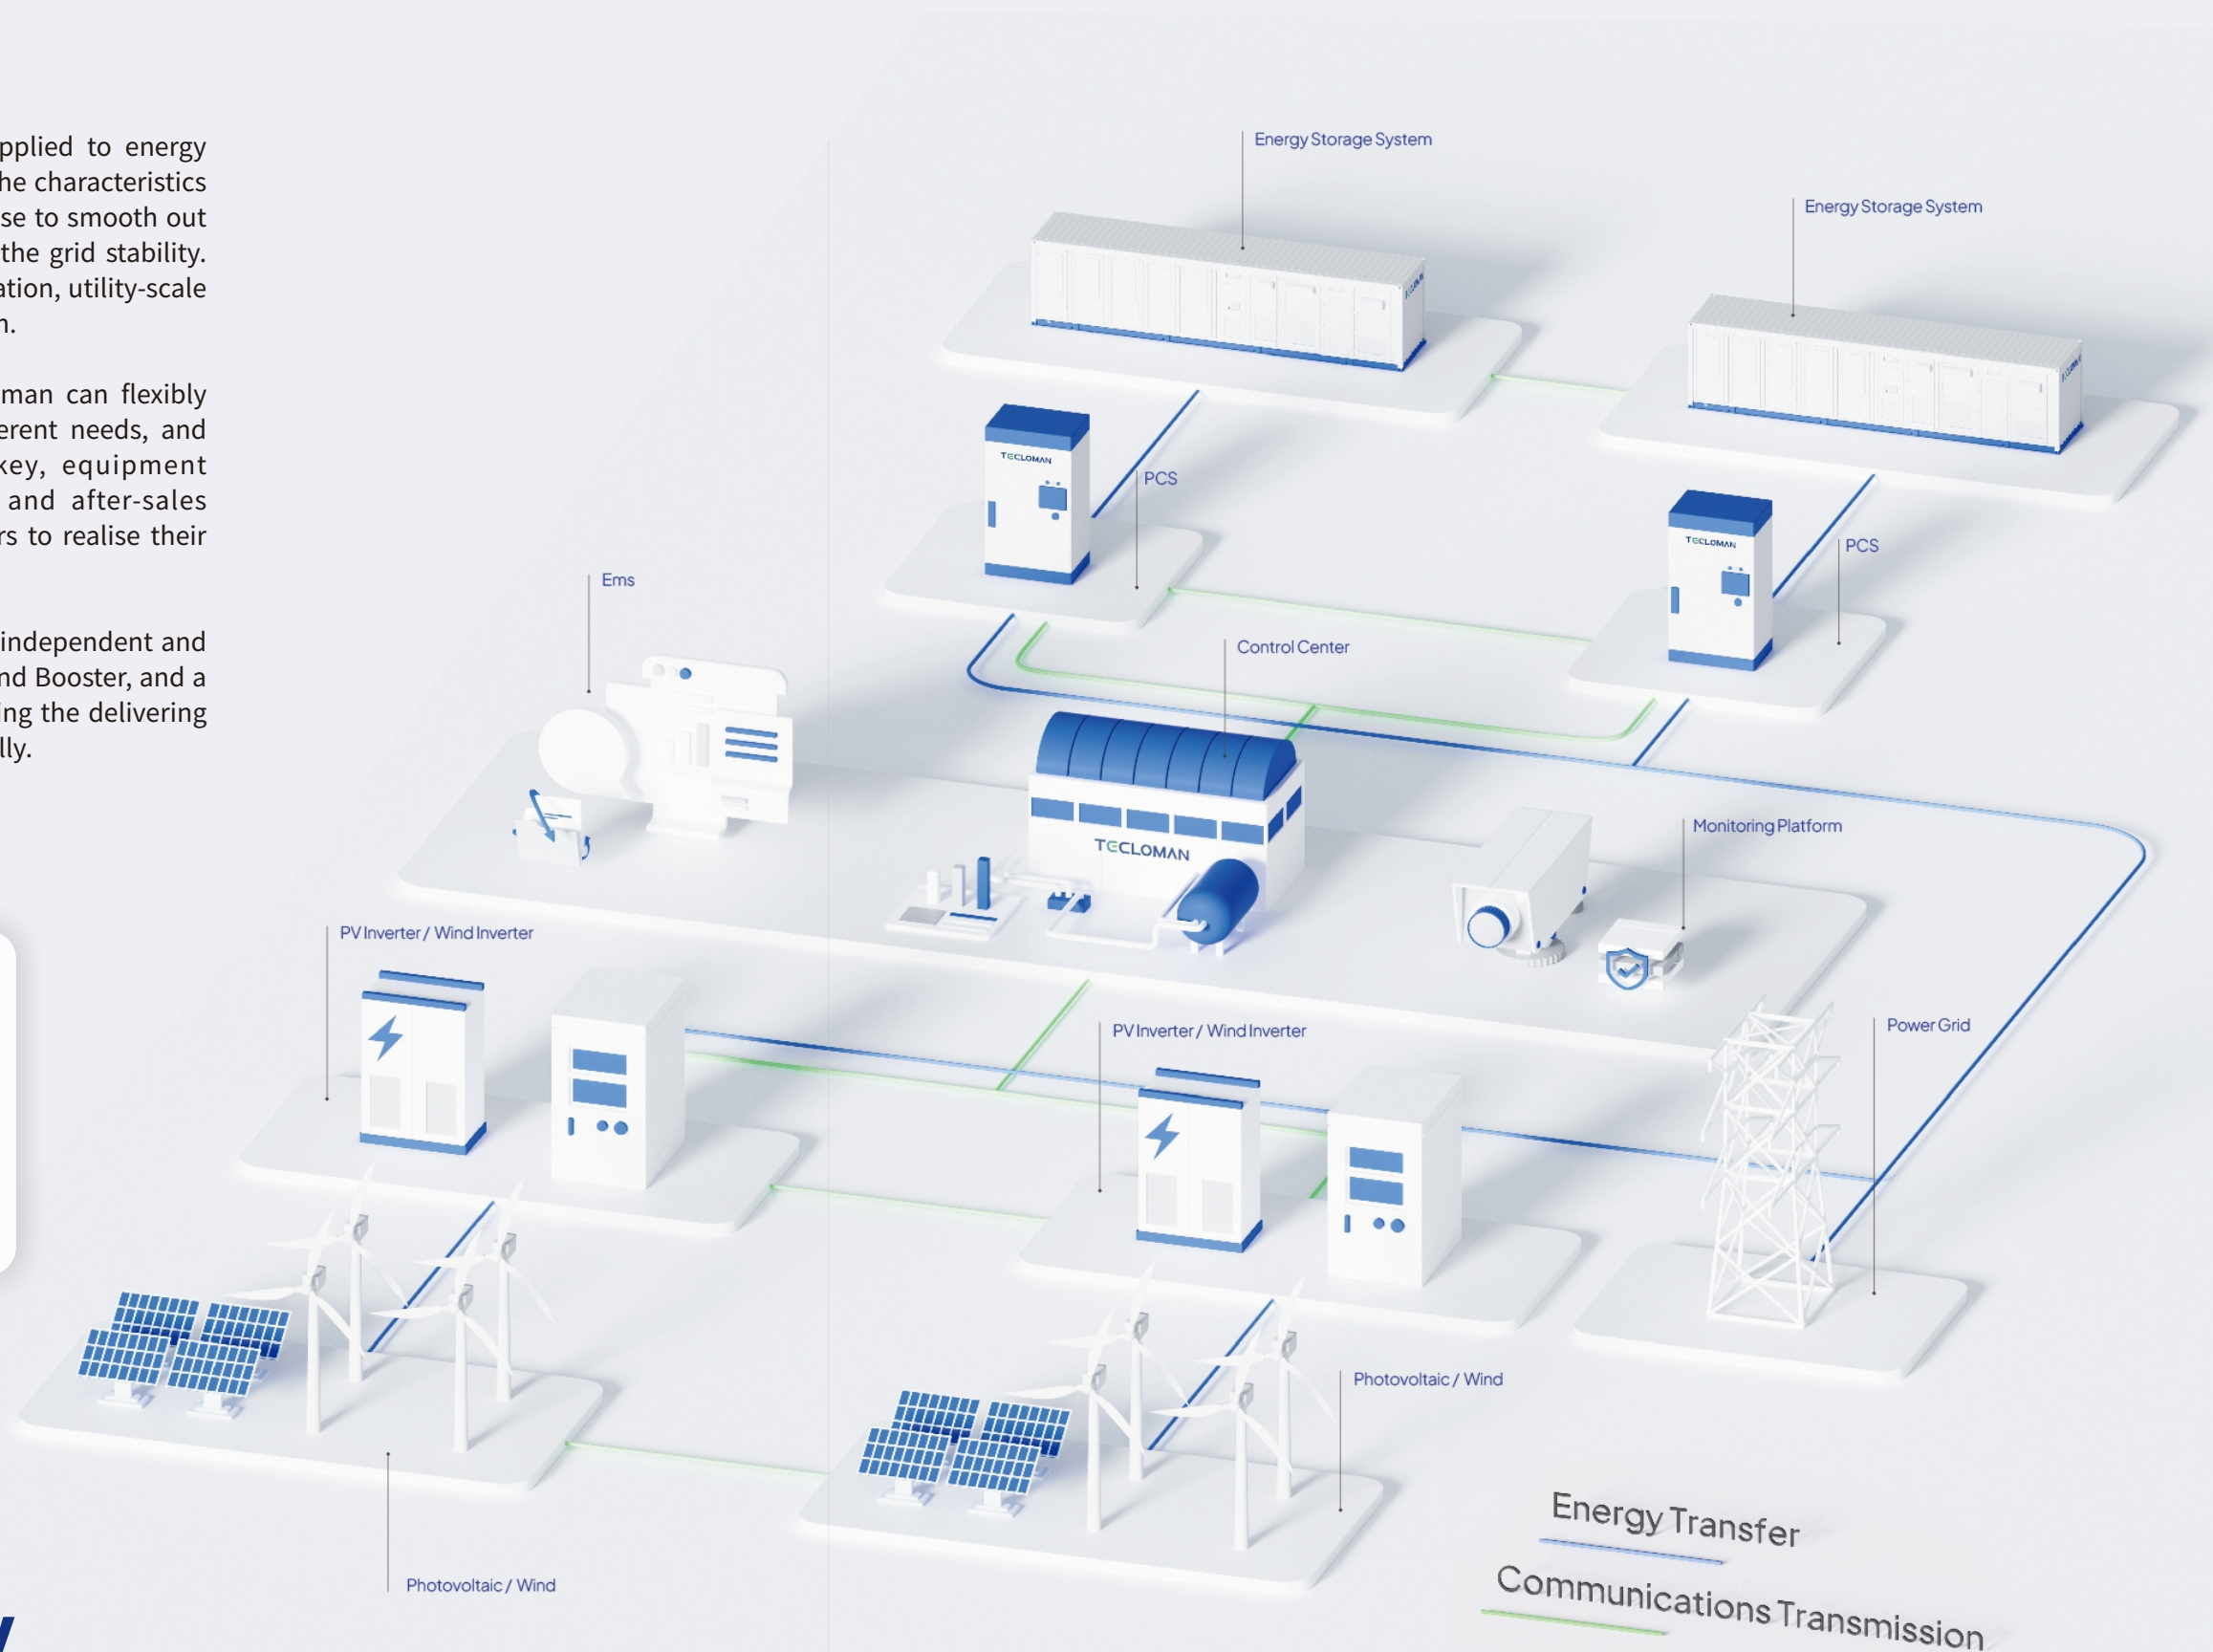 pplied to energy
he characteristics
se to smooth out
the grid stability.
ation, utility-scale
n.
man can flexibly
erent needs, and
key, equipment
and after-sales
rs to realise their
independent and
nd Booster, and a
ing the delivering
lly.
Energy Storage System
Energy Storage System
TECLOMAN
PCS
TECLOMAN
PCS
Ems
Control Center
TECLOMAN
Monitoring Platform
PV Inverter / Wind Inverter
PV Inverter / Wind Inverter
Power Grid
Photovoltaic / Wind
Photovoltaic / Wind
Energy Transfer
Communications Transmission